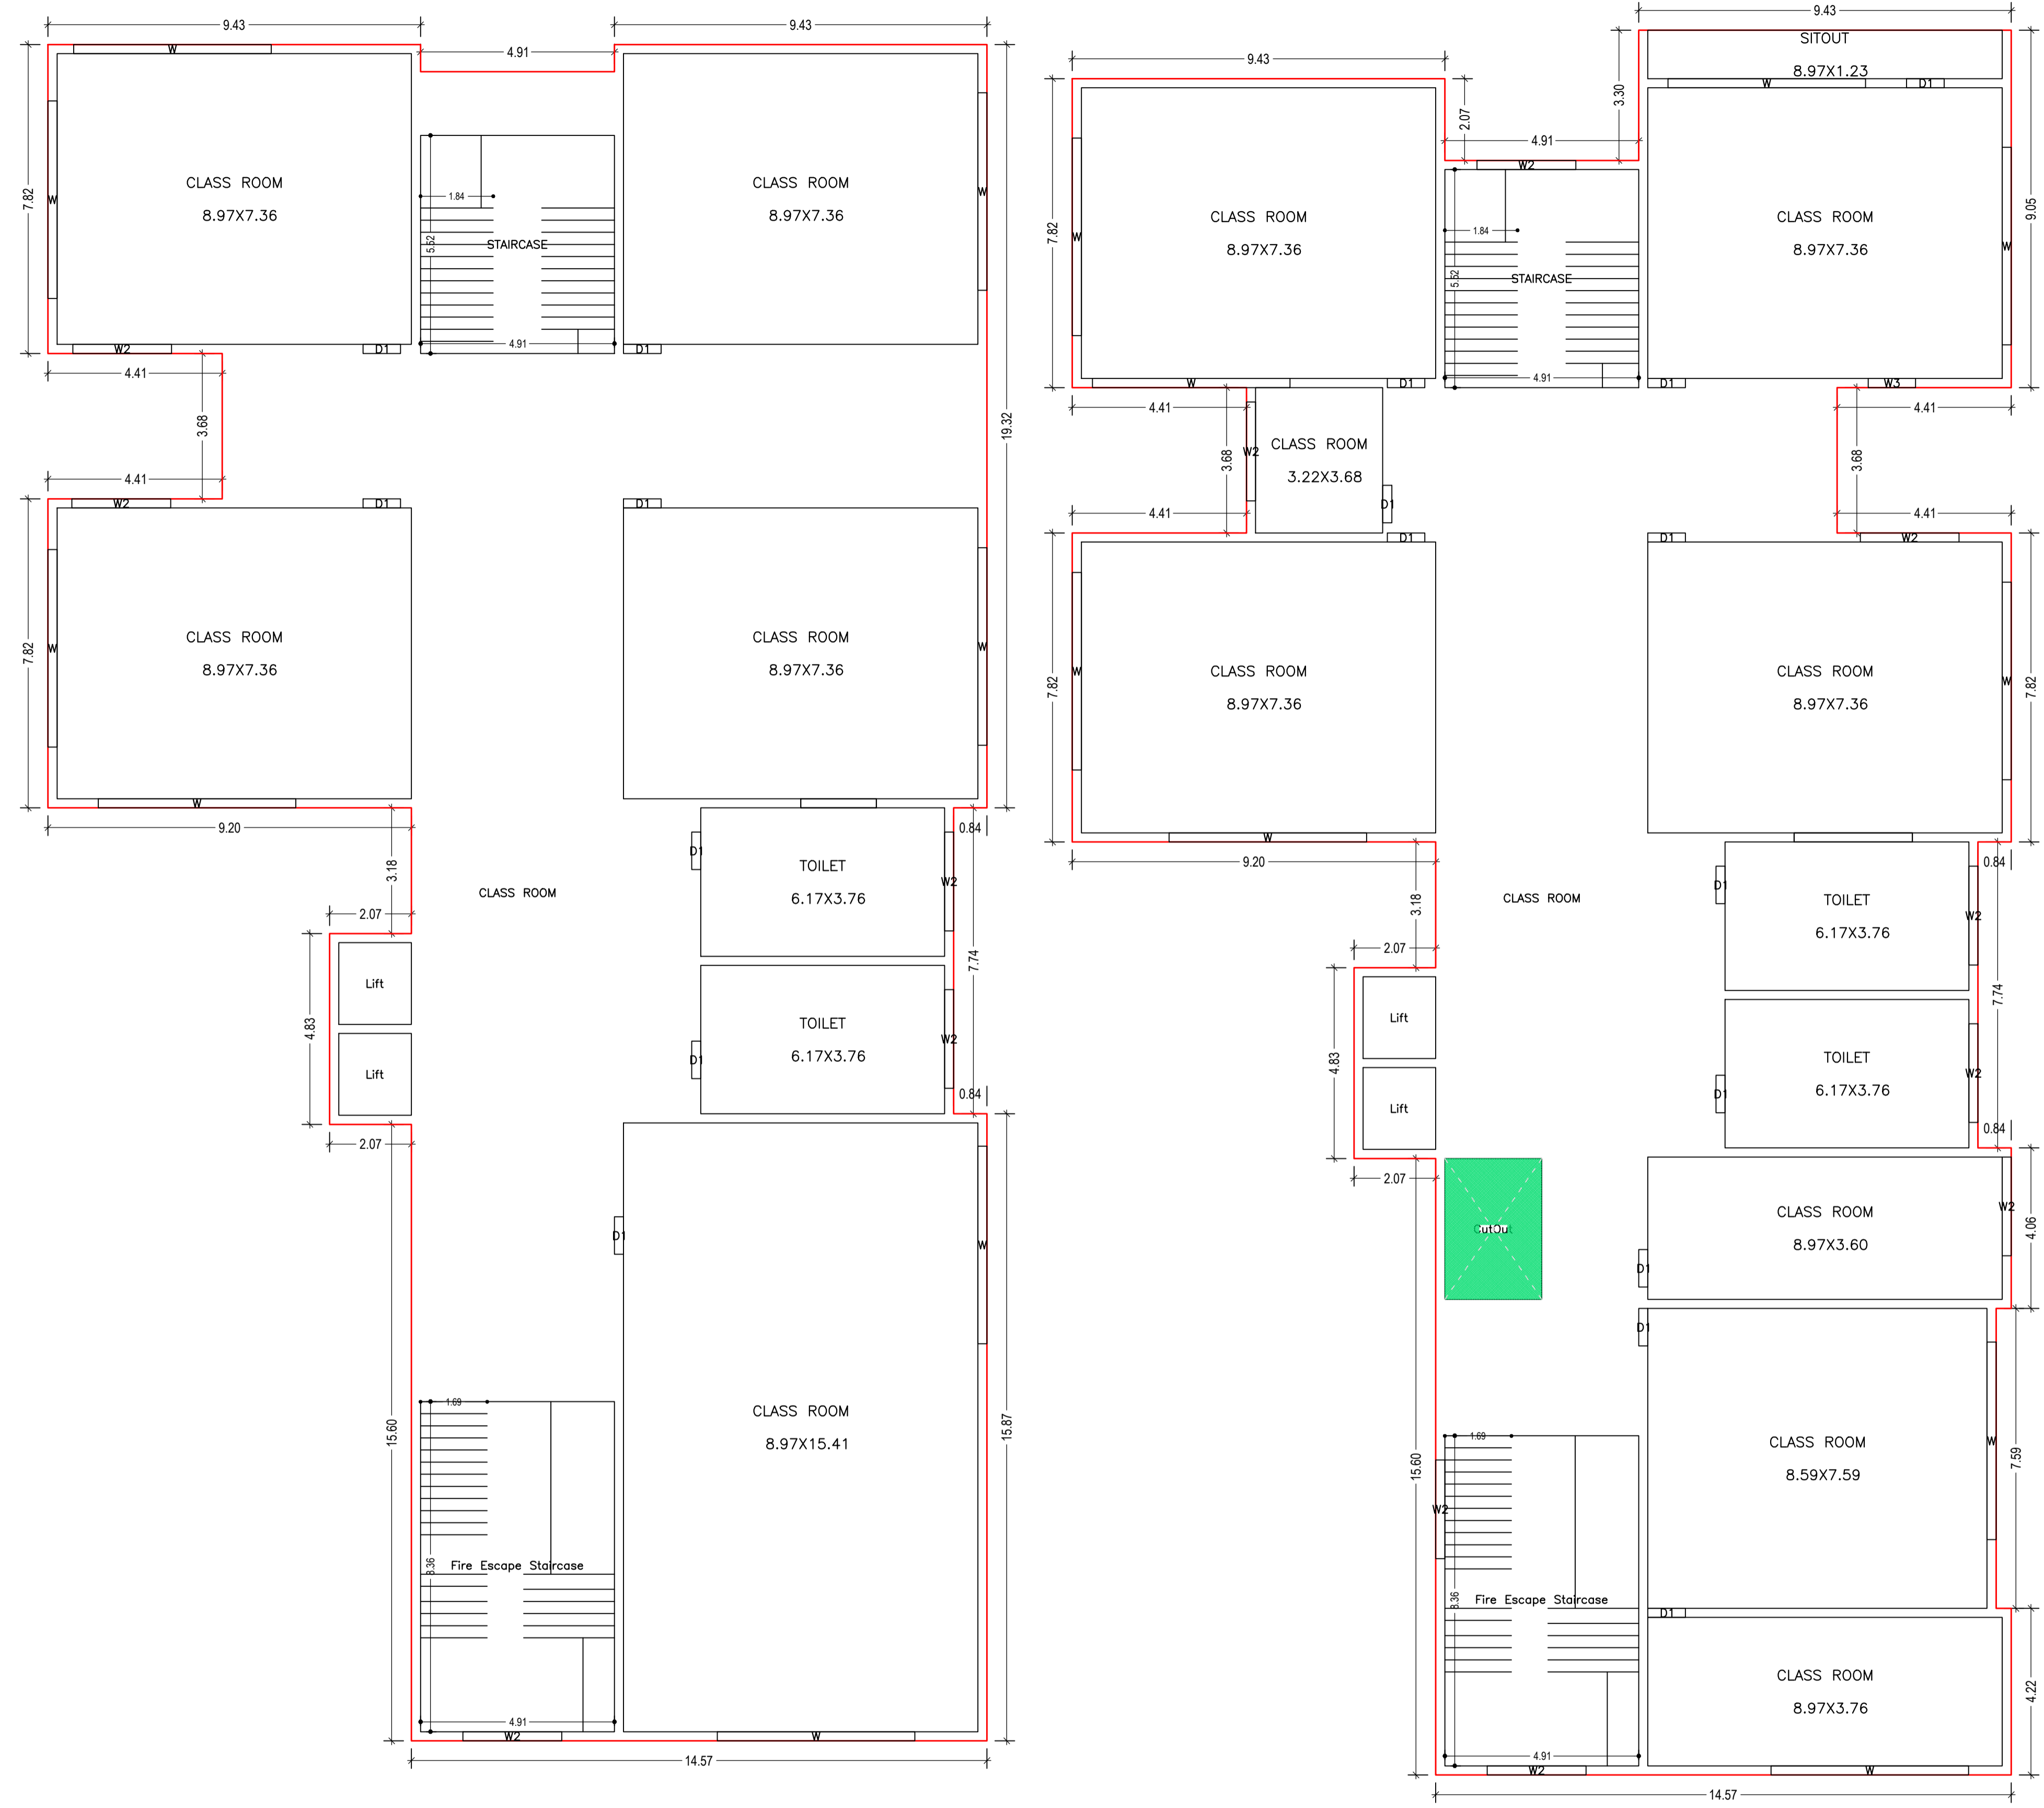 9.43
9.43
4.91
W
7.82
W
CLASS ROOM
8.97X7.36
1.84
5.52
STAIRCASE
4.91
CLASS ROOM
8.97X7.36
W
W2
D1
D1
4.41
3.68
19.32
4.41
W2
D1
D1
7.82
W
CLASS ROOM
8.97X7.36
CLASS ROOM
8.97X7.36
W
W
9.20
0.84
3.18
D1
TOILET
6.17X3.76
W2
CLASS ROOM
2.07
7.74
Lift
4.83
D1
TOILET
6.17X3.76
W2
Lift
0.84
2.07
D1
W
15.60
1.69
CLASS ROOM
8.97X15.41
15.87
8.36
Fire Escape Staircase
4.91
W2
W
14.57
9.43
SITOUT
8.97X1.23
W
D1
9.43
2.07
3.30
4.91
W2
7.82
W
CLASS ROOM
8.97X7.36
1.84
5.52
STAIRCASE
4.91
CLASS ROOM
8.97X7.36
W
9.05
W
D1
D1
W3
4.41
4.41
3.68
W2
CLASS ROOM
3.22X3.68
D1
3.68
4.41
4.41
D1
D1
W2
7.82
W
CLASS ROOM
8.97X7.36
CLASS ROOM
8.97X7.36
W
7.82
W
9.20
0.84
3.18
D1
TOILET
6.17X3.76
W2
CLASS ROOM
2.07
7.74
Lift
4.83
D1
TOILET
6.17X3.76
W2
Lift
0.84
2.07
CutOut
CLASS ROOM
8.97X3.60
W2
4.06
D1
D1
15.60
1.69
W2
CLASS ROOM
8.59X7.59
W
7.59
8.36
Fire Escape Staircase
D1
CLASS ROOM
8.97X3.76
4.22
4.91
W2
W
14.57